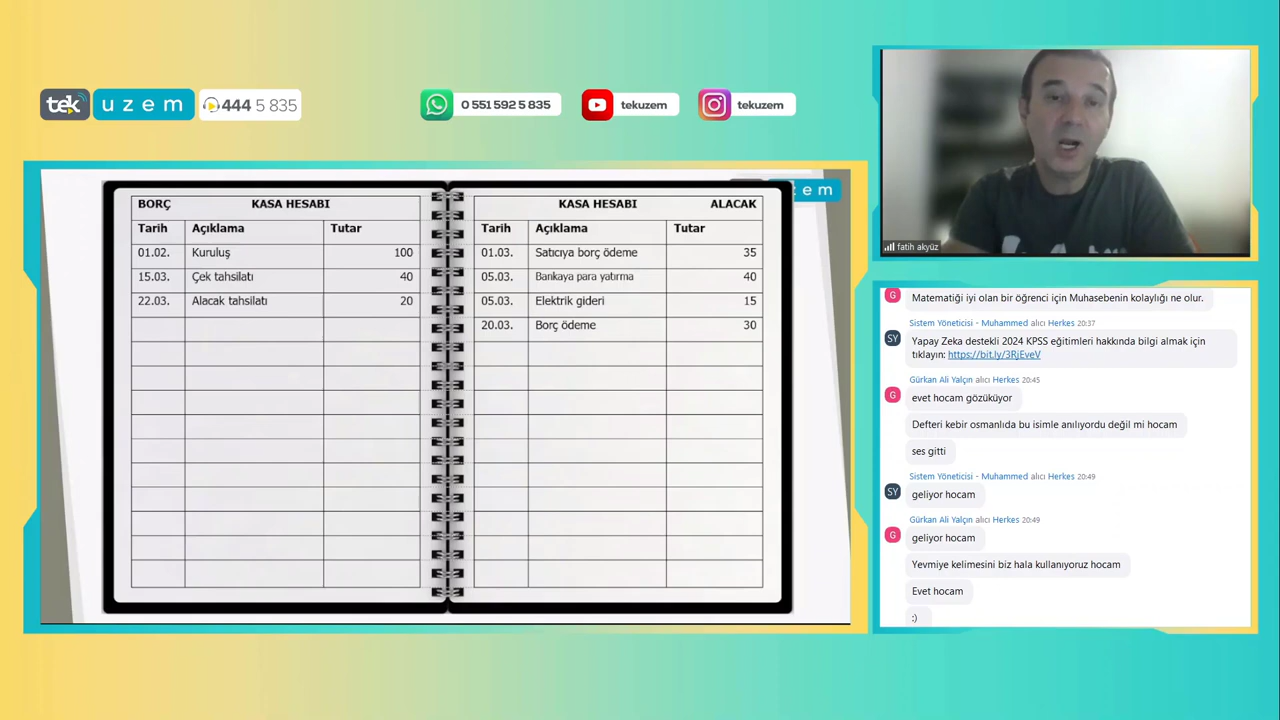 tek uzem 444 5 835
0 551 592 5 835
tekuzem
tekuzem
zem
BORÇ KASA HESABI
Tarih Açıklama Tutar
01.02. Kuruluş 100
15.03. Çek tahsilatı 40
22.03. Alacak tahsilatı 20
KASA HESABI ALACAK
Tarih Açıklama Tutar
01.03. Satıcıya borç ödeme 35
05.03. Bankaya para yatırma 40
05.03. Elektrik gideri 15
20.03. Borç ödeme 30
fatih akyüz
G
Matematiği iyi olan bir öğrenci için Muhasebenin kolaylığı ne olur.
Sistem Yöneticisi - Muhammed alıcı Herkes 20:37
SY
Yapay Zeka destekli 2024 KPSS eğitimleri hakkında bilgi almak için
tıklayın: https://bit.ly/3RjEveV
Gürkan Ali Yalçın alıcı Herkes 20:45
G
evet hocam gözüküyor
Defteri kebir osmanlıda bu isimle anılıyordu değil mi hocam
ses gitti
Sistem Yöneticisi - Muhammed alıcı Herkes 20:49
SY
geliyor hocam
Gürkan Ali Yalçın alıcı Herkes 20:49
G
geliyor hocam
Yevmiye kelimesini biz hala kullanıyoruz hocam
Evet hocam
:)